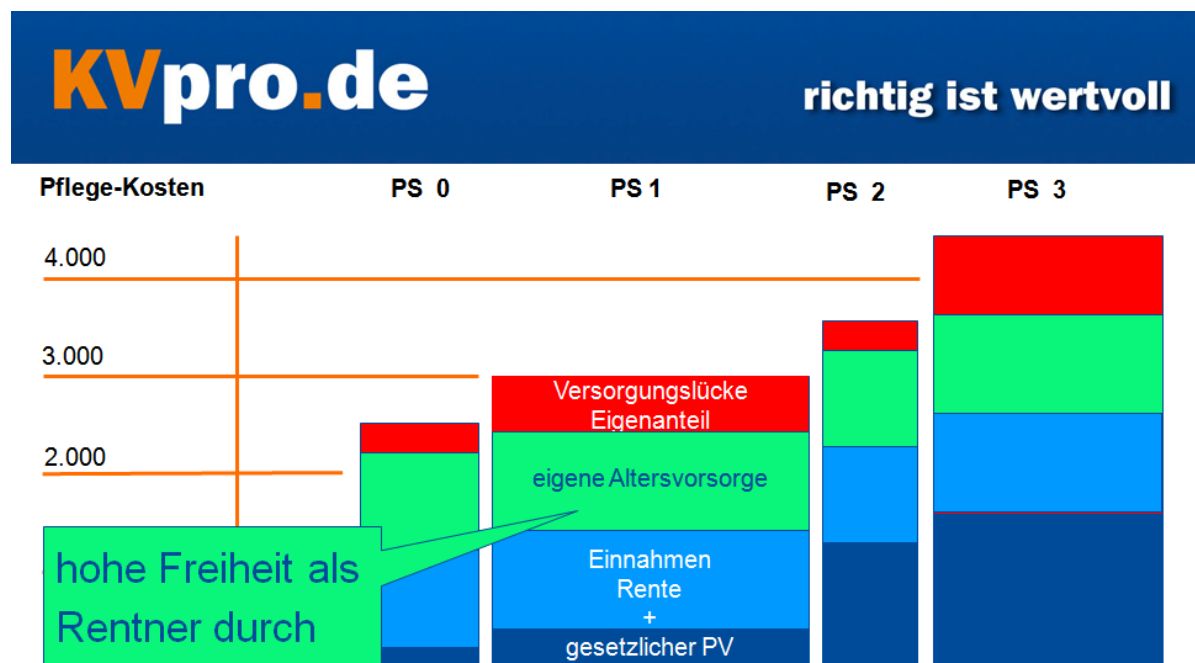 KVpro.de
richtig ist wertvoll
Pflege-Kosten PS 0 PS 1 PS 2 PS 3
4.000
3.000
Versorgungslücke
Eigenanteil
2.000
eigene Altersvorsorge
hohe Freiheit als
Rentner durch
Einnahmen
Rente
+
gesetzlicher PV